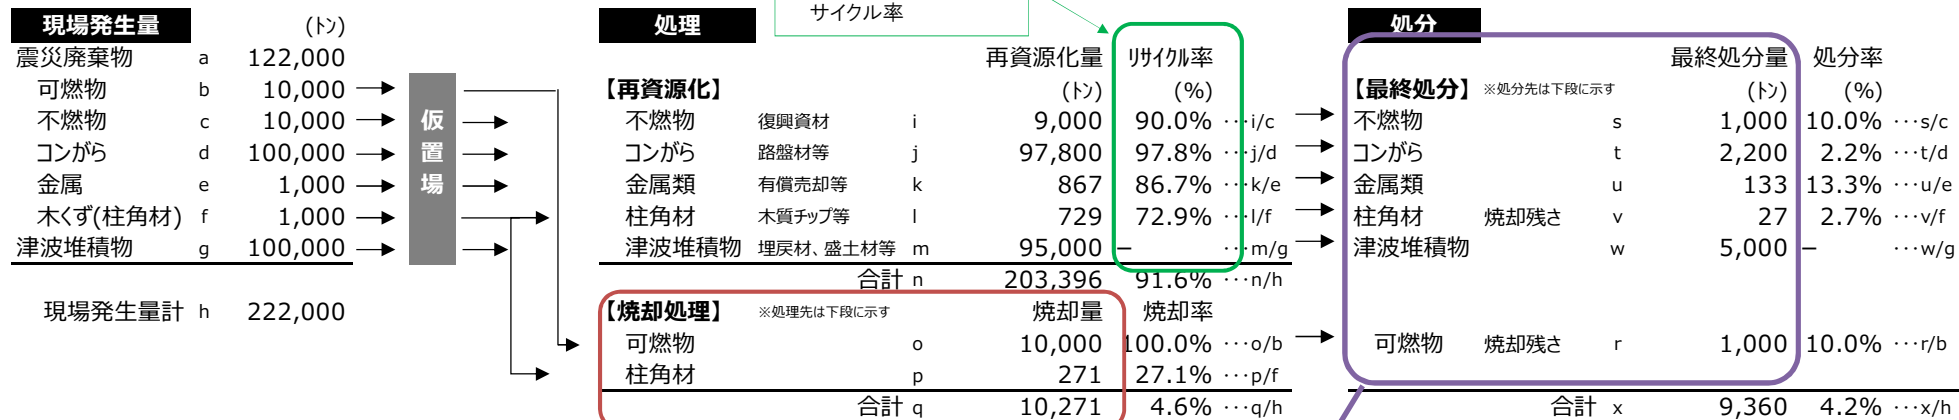 サイクル率
現場発生量 (トン)
震災廃棄物 a 122,000
可燃物 b 10,000
不燃物 c 10,000
コンがら d 100,000
金属 e 1,000
木くず(柱角材) f 1,000
津波堆積物 g 100,000
現場発生量計 h 222,000
仮置場
処理
再資源化量 リサイクル率
【再資源化】 (トン) (%)
不燃物 復興資材 i 9,000 90.0% ···i/c
コンがら 路盤材等 j 97,800 97.8% ···j/d
金属類 有償売却等 k 867 86.7% ···k/e
柱角材 木質チップ等 l 729 72.9% ···l/f
津波堆積物 埋戻材、盛土材等 m 95,000 – ···m/g
合計 n 203,396 91.6% ···n/h
【焼却処理】 ※処理先は下段に示す 焼却量 焼却率
可燃物 o 10,000 100.0% ···o/b
柱角材 p 271 27.1% ···p/f
合計 q 10,271 4.6% ···q/h
処分
最終処分量 処分率
【最終処分】 ※処分先は下段に示す (トン) (%)
不燃物 s 1,000 10.0% ···s/c
コンがら t 2,200 2.2% ···t/d
金属類 u 133 13.3% ···u/e
柱角材 焼却残さ v 27 2.7% ···v/f
津波堆積物 w 5,000 – ···w/g
可燃物 焼却残さ r 1,000 10.0% ···r/b
合計 x 9,360 4.2% ···x/h